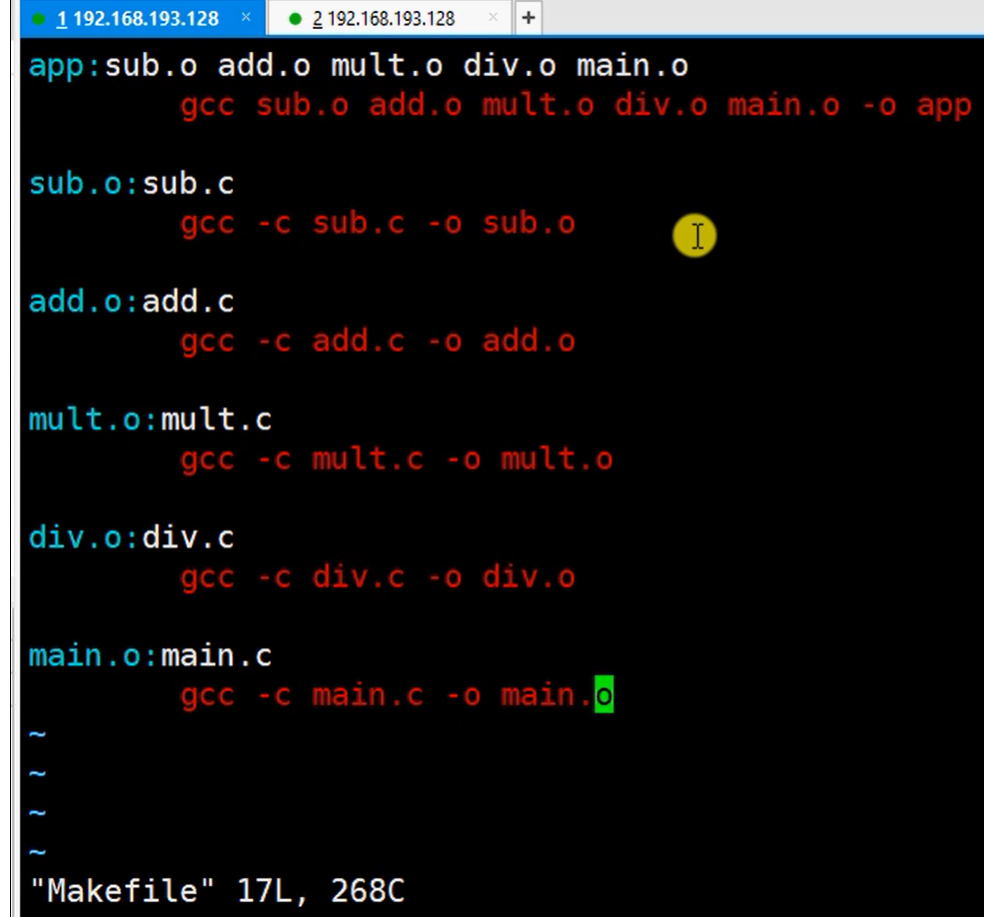 1 192.168.193.128 × 2 192.168.193.128 × +
app:sub.o add.o mult.o div.o main.o
gcc sub.o add.o mult.o div.o main.o -o app
sub.o:sub.c
gcc -c sub.c -o sub.o
add.o:add.c
gcc -c add.c -o add.o
mult.o:mult.c
gcc -c mult.c -o mult.o
div.o:div.c
gcc -c div.c -o div.o
main.o:main.c
gcc -c main.c -o main.o
~
~
~
~
"Makefile" 17L, 268C